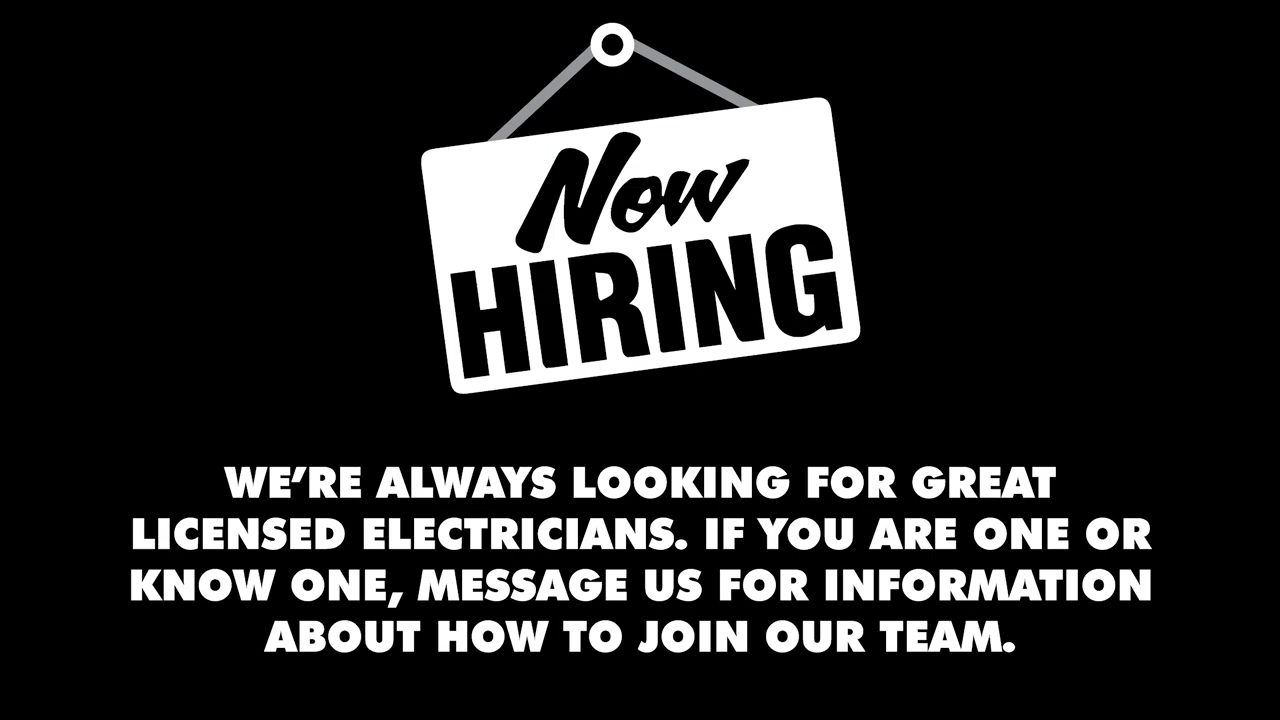 Now
HIRING
WE’RE ALWAYS LOOKING FOR GREAT
LICENSED ELECTRICIANS. IF YOU ARE ONE OR
KNOW ONE, MESSAGE US FOR INFORMATION
ABOUT HOW TO JOIN OUR TEAM.